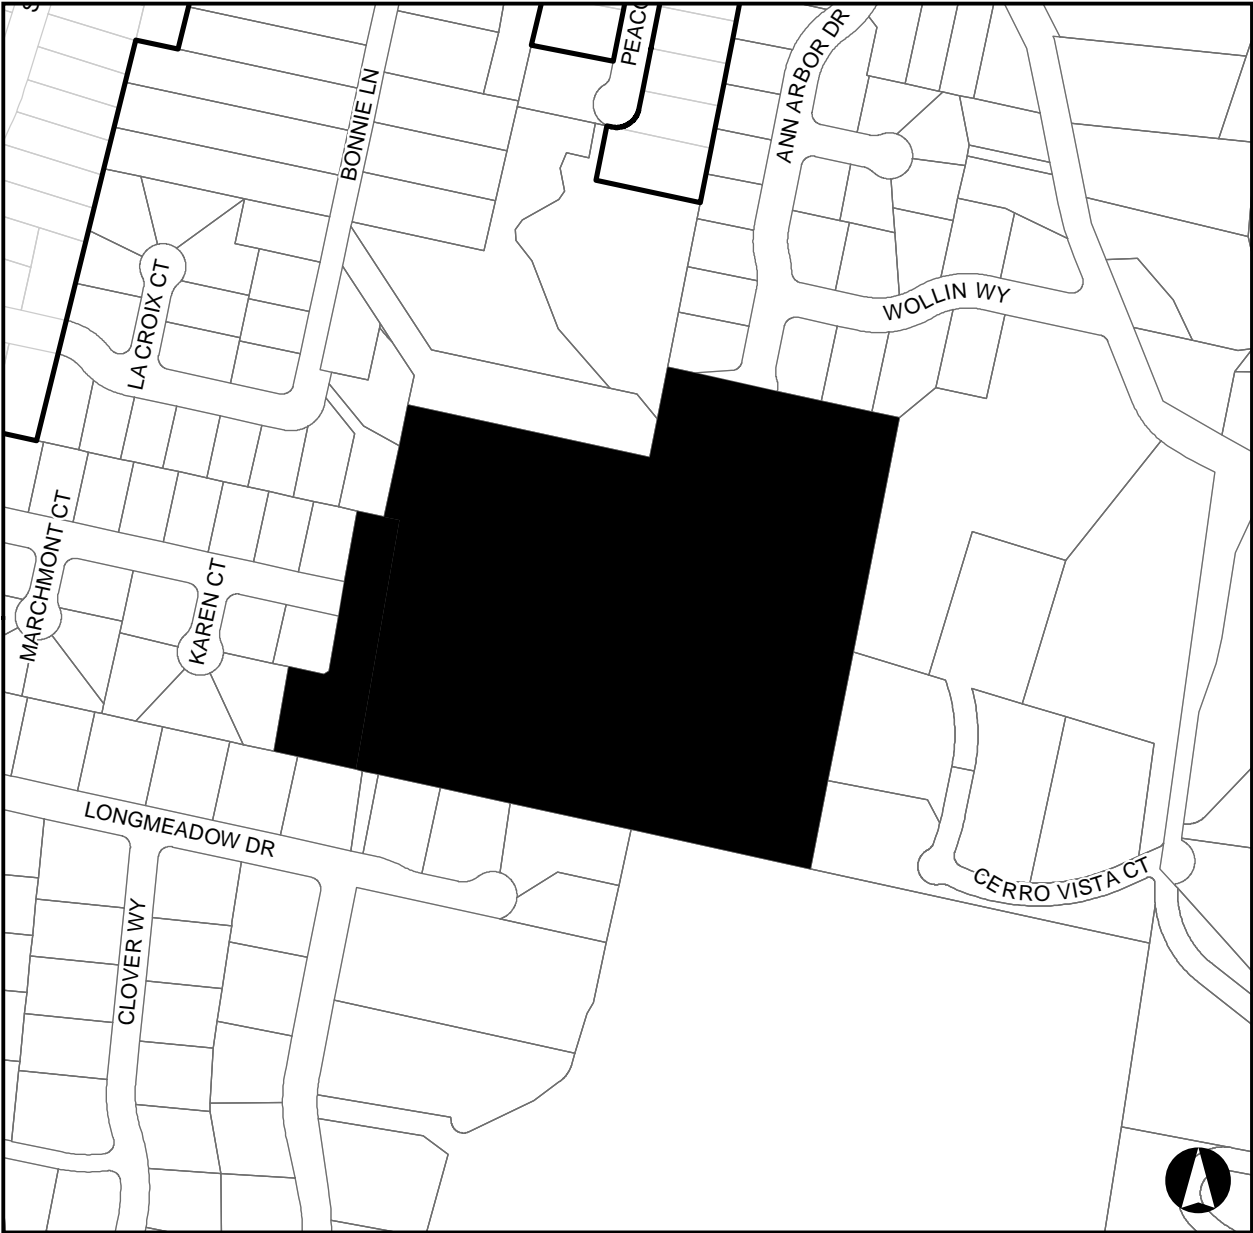 PEACO
ANN ARBOR DR
BONNIE LN
LA CROIX CT
WOLLIN WY
MARCHMONT CT
KAREN CT
LONGMEADOW DR
CERRO VISTA CT
CLOVER WY